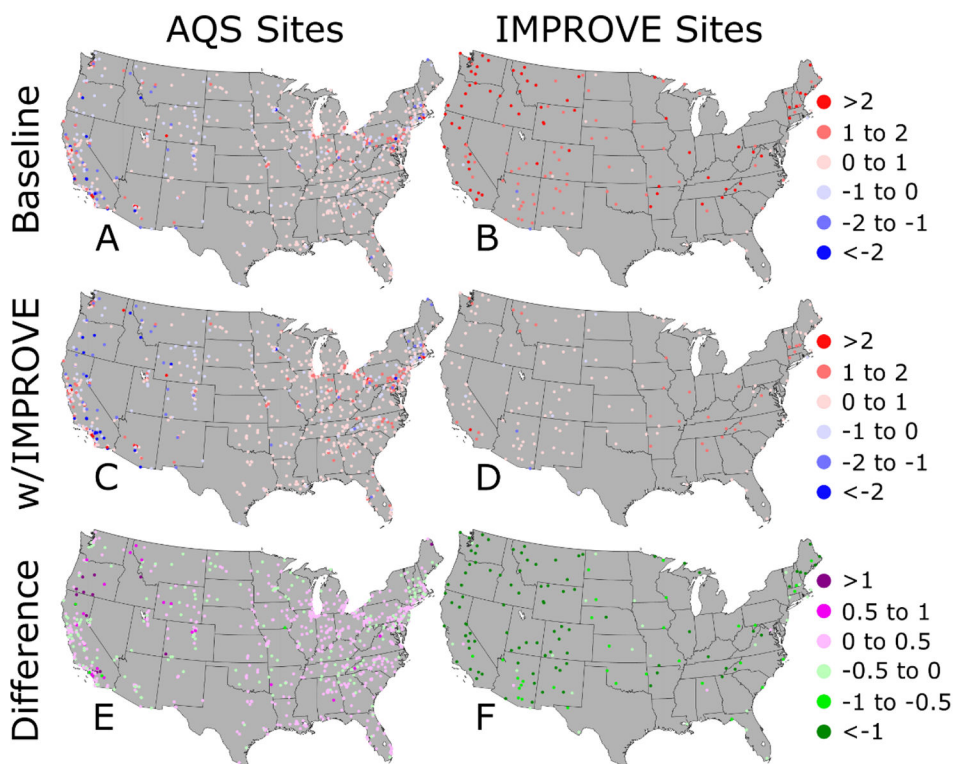 AQS Sites
IMPROVE Sites
Baseline
A
B
>2
1 to 2
0 to 1
-1 to 0
-2 to -1
<-2
w/IMPROVE
C
D
>2
1 to 2
0 to 1
-1 to 0
-2 to -1
<-2
Difference
E
F
>1
0.5 to 1
0 to 0.5
-0.5 to 0
-1 to -0.5
<-1